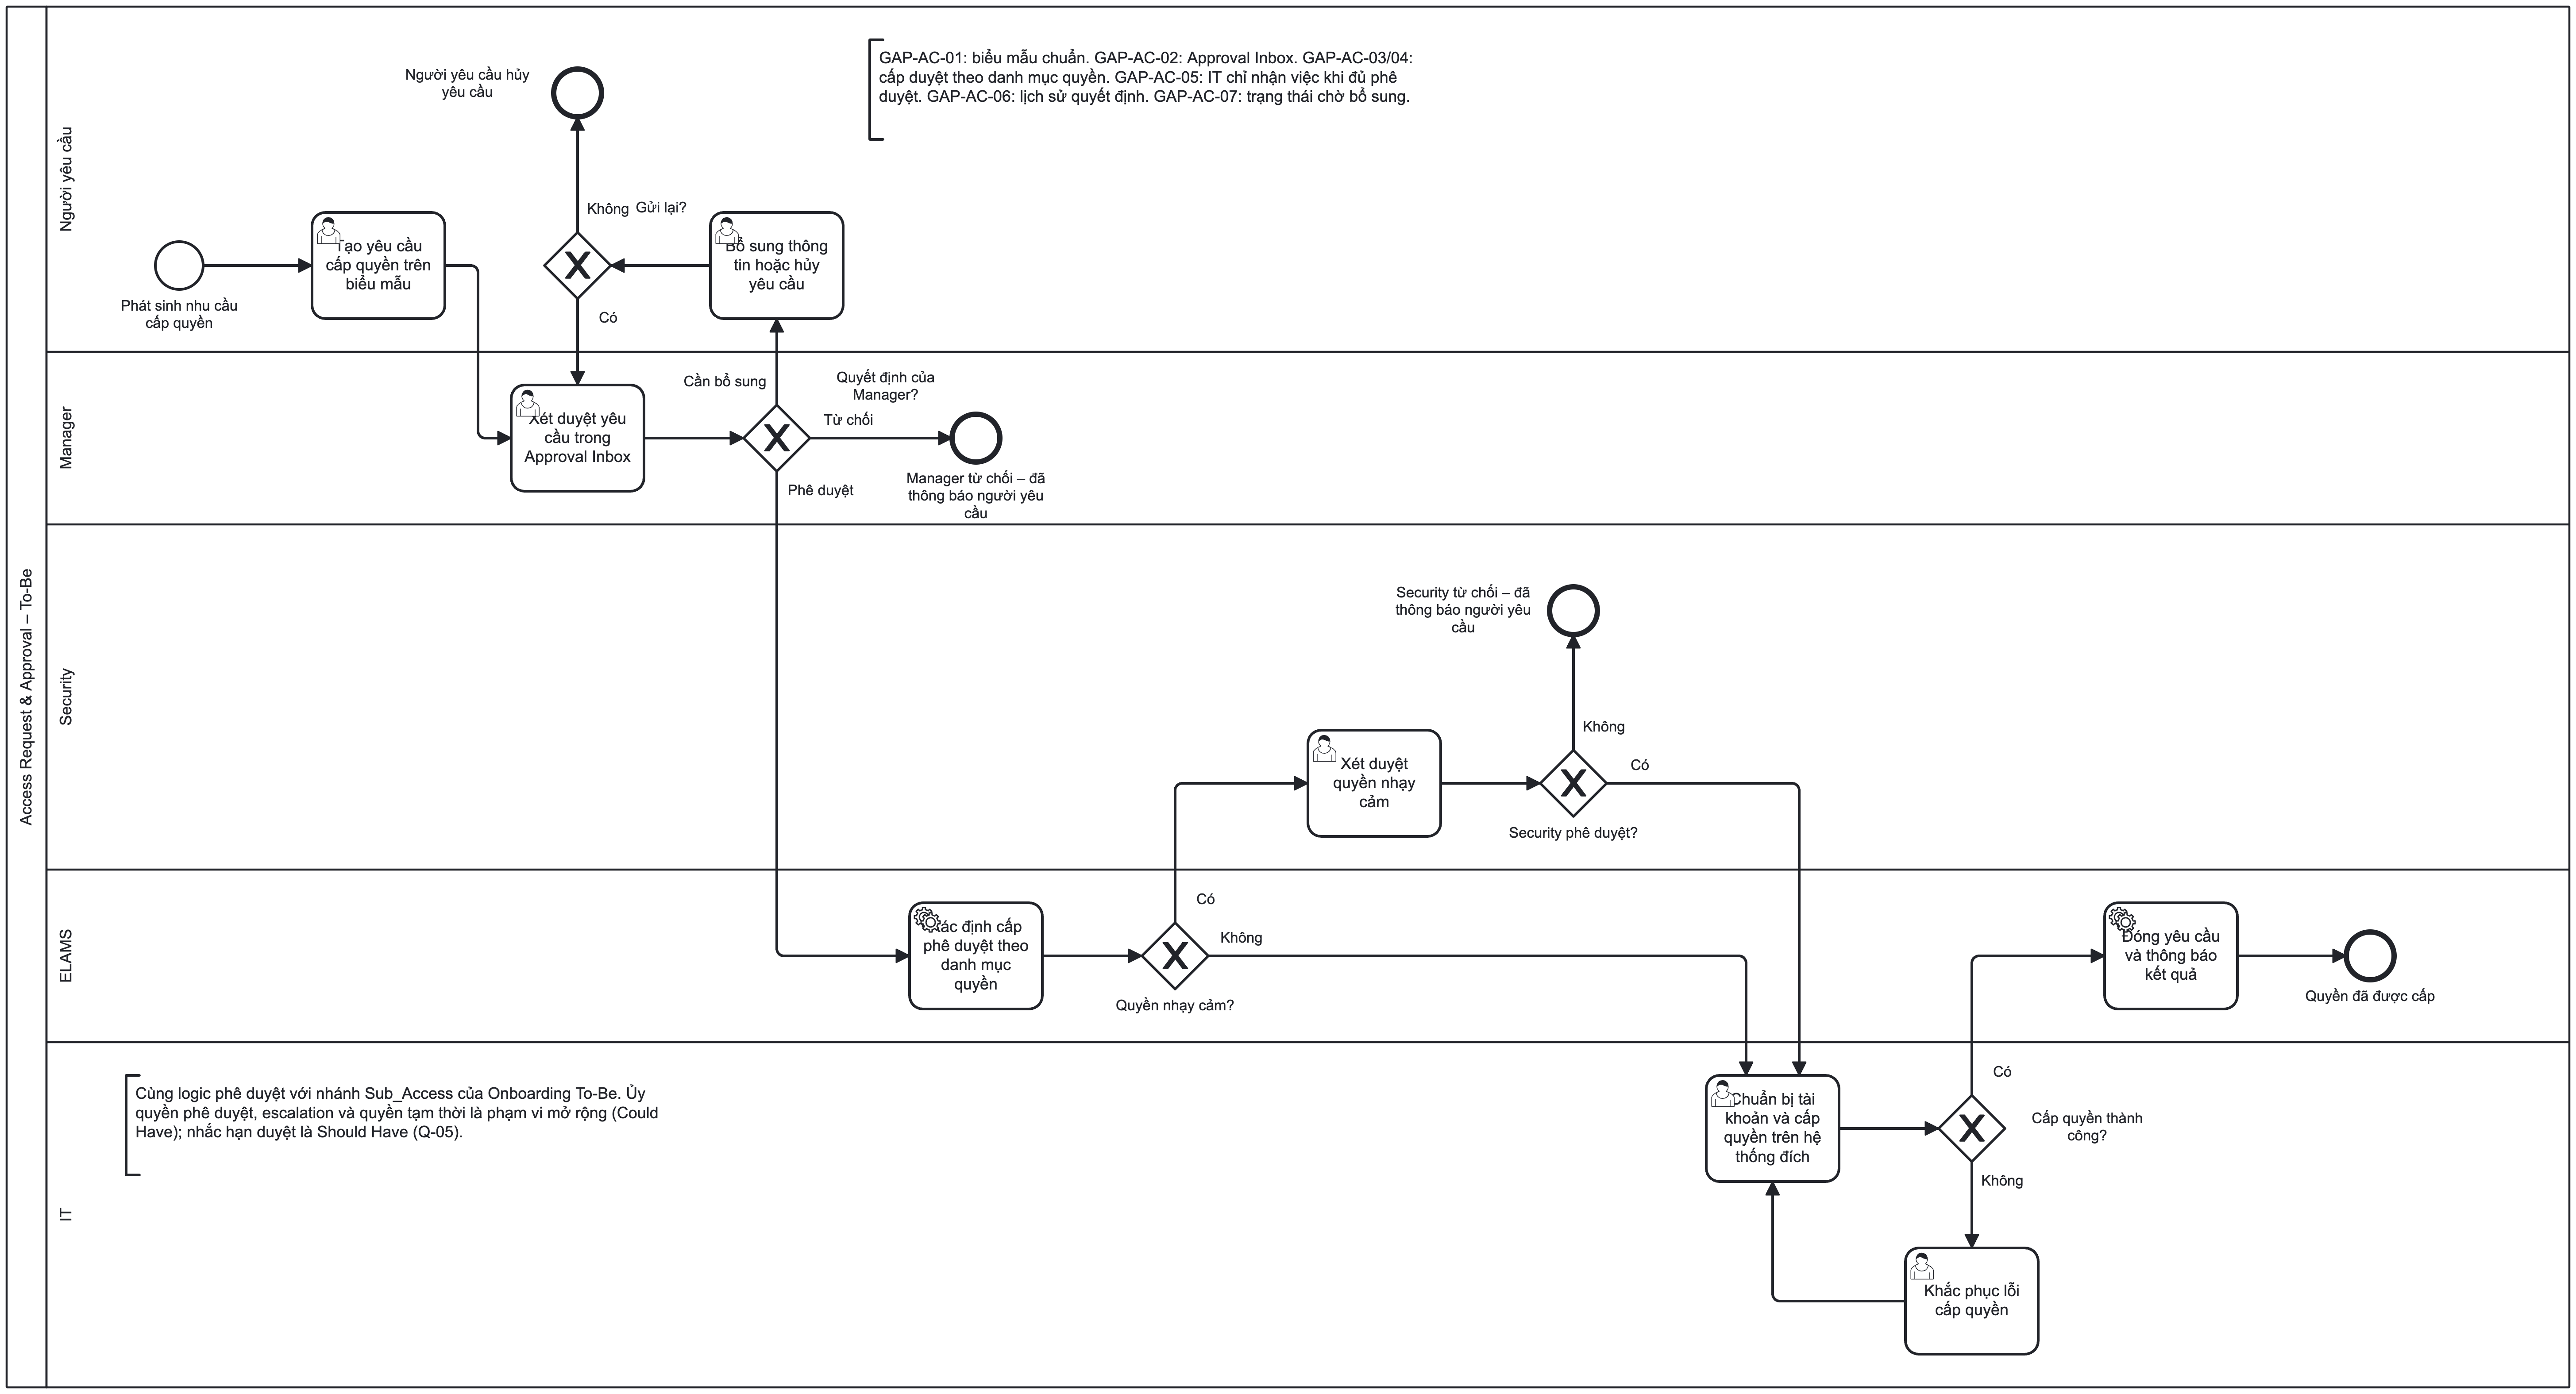 Access Request & Approval – To-Be
Người yêu cầu
Người yêu cầu hủy
yêu cầu
GAP-AC-01: biểu mẫu chuẩn. GAP-AC-02: Approval Inbox. GAP-AC-03/04:
cấp duyệt theo danh mục quyền. GAP-AC-05: IT chỉ nhận việc khi đủ phê
duyệt. GAP-AC-06: lịch sử quyết định. GAP-AC-07: trạng thái chờ bổ sung.
Phát sinh nhu cầu
cấp quyền
Tạo yêu cầu
cấp quyền trên
biểu mẫu
Không
Gửi lại?
Có
Bổ sung thông
tin hoặc hủy
yêu cầu
Manager
Xét duyệt yêu
cầu trong
Approval Inbox
Cần bổ sung
Quyết định của
Manager?
Từ chối
Phê duyệt
Manager từ chối – đã
thông báo người yêu
cầu
Security
Security từ chối – đã
thông báo người yêu
cầu
Xét duyệt
quyền nhạy
cảm
Không
Có
Security phê duyệt?
ELAMS
Xác định cấp
phê duyệt theo
danh mục
quyền
Có
Không
Quyền nhạy cảm?
Đóng yêu cầu
và thông báo
kết quả
Quyền đã được cấp
IT
Cùng logic phê duyệt với nhánh Sub_Access của Onboarding To-Be. Ủy
quyền phê duyệt, escalation và quyền tạm thời là phạm vi mở rộng (Could
Have); nhắc hạn duyệt là Should Have (Q-05).
Chuẩn bị tài
khoản và cấp
quyền trên hệ
thống đích
Có
Cấp quyền thành
công?
Không
Khắc phục lỗi
cấp quyền